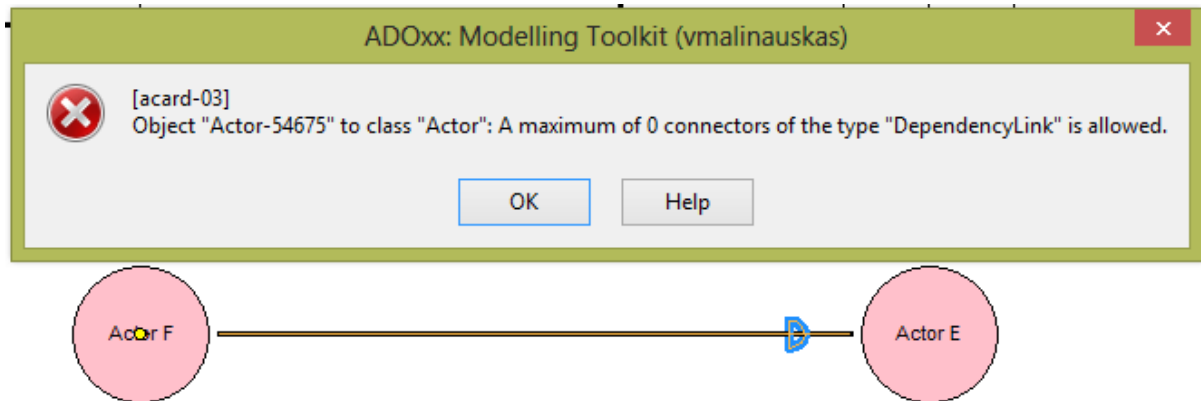 ADOxx: Modelling Toolkit (vmalinauskas)
[acard-03]
Object "Actor-54675" to class "Actor": A maximum of 0 connectors of the type "DependencyLink" is allowed.
OK Help
Actor F Actor E